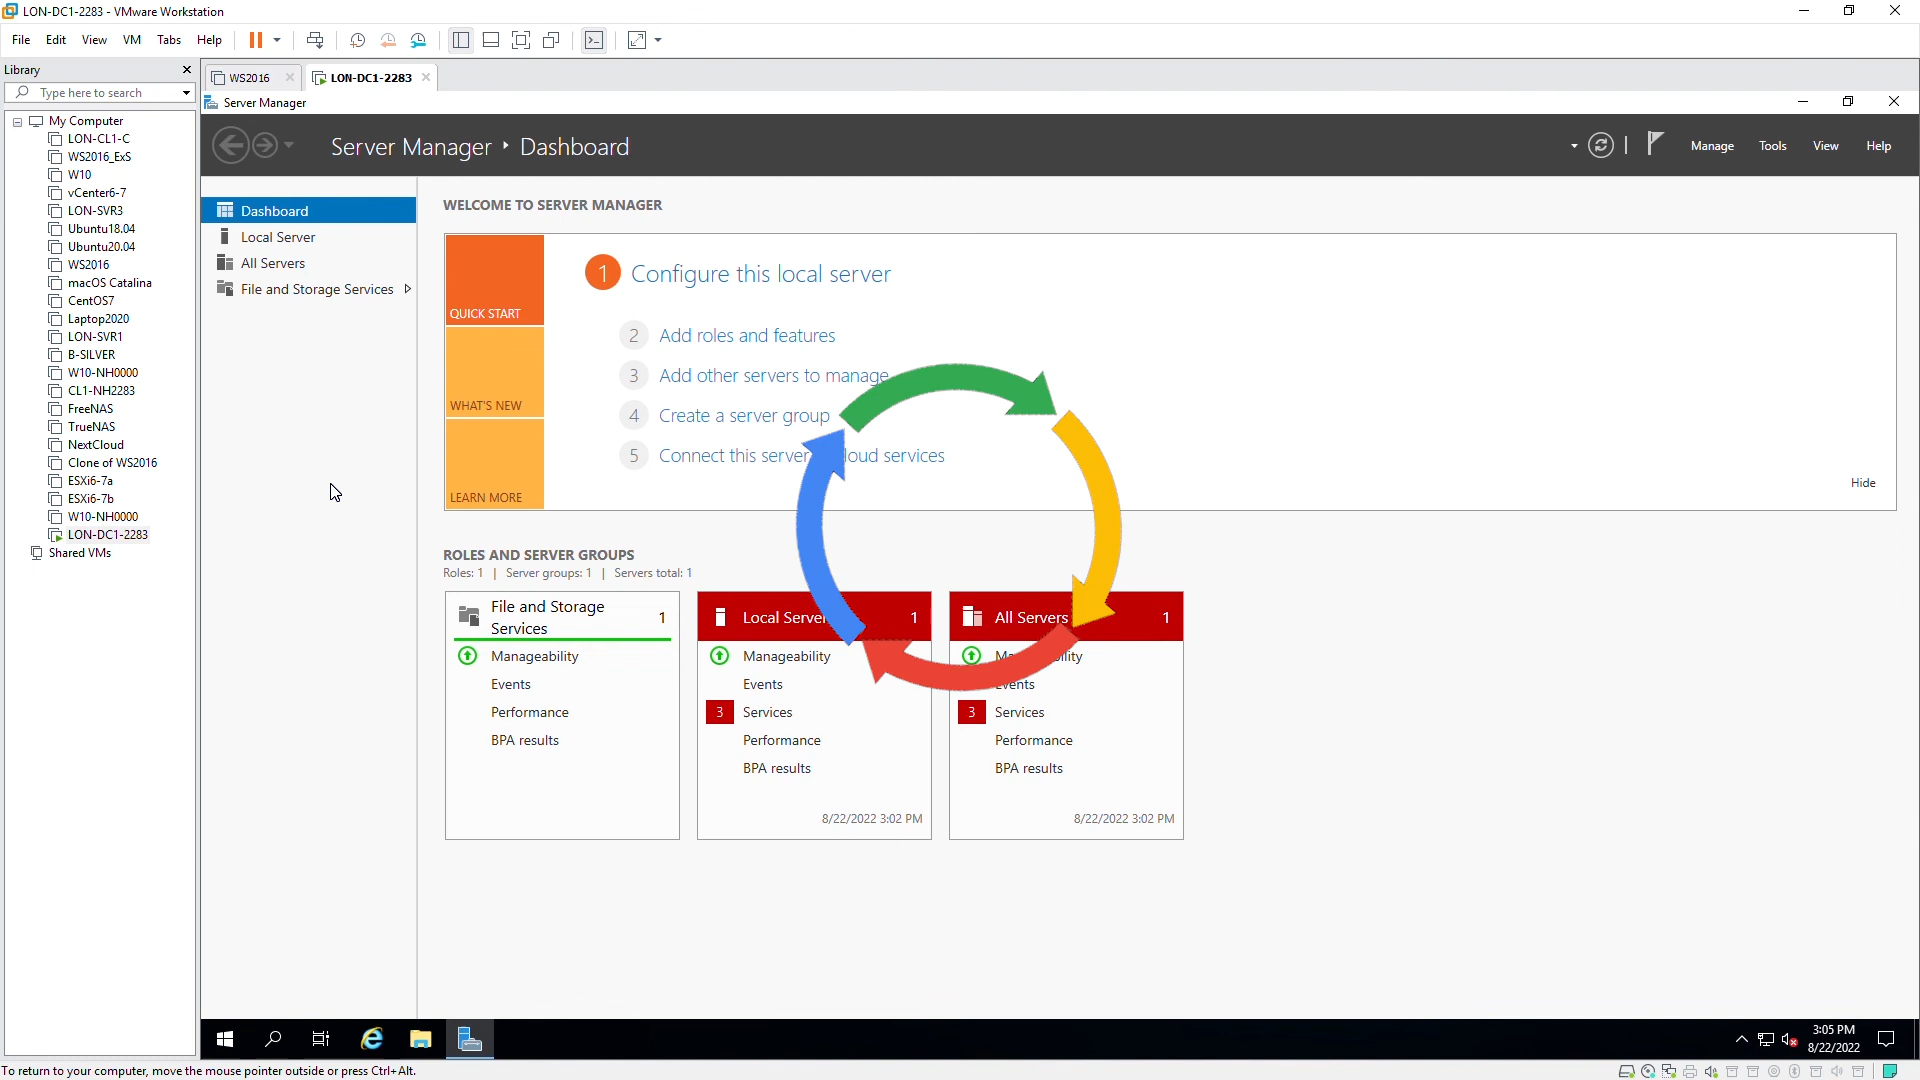 LON-DC1-2283 - VMware Workstation
File Edit View VM Tabs Help
Library
Type here to search
My Computer
LON-CL1-C
WS2016_ExS
W10
vCenter6-7
LON-SVR3
Ubuntu18.04
Ubuntu20.04
WS2016
macOS Catalina
CentOS7
Laptop2020
LON-SVR1
B-SILVER
W10-NH0000
CL1-NH2283
FreeNAS
TrueNAS
NextCloud
Clone of WS2016
ESXi6-7a
ESXi6-7b
W10-NH0000
LON-DC1-2283
Shared VMs
WS2016
LON-DC1-2283
Server Manager
Server Manager Dashboard
Manage Tools View Help
Dashboard
Local Server
All Servers
File and Storage Services
WELCOME TO SERVER MANAGER
QUICK START
WHAT'S NEW
LEARN MORE
1 Configure this local server
2 Add roles and features
3 Add other servers to manage
4 Create a server group
5 Connect this server cloud services
Hide
ROLES AND SERVER GROUPS
Roles: 1 | Server groups: 1 | Servers total: 1
File and Storage Services 1
Manageability
Events
Performance
BPA results
Local Server 1
Manageability
Events
3 Services
Performance
BPA results
8/22/2022 3:02 PM
All Servers 1
Manageability
Events
3 Services
Performance
BPA results
8/22/2022 3:02 PM
3:05 PM
8/22/2022
To return to your computer, move the mouse pointer outside or press Ctrl+Alt.